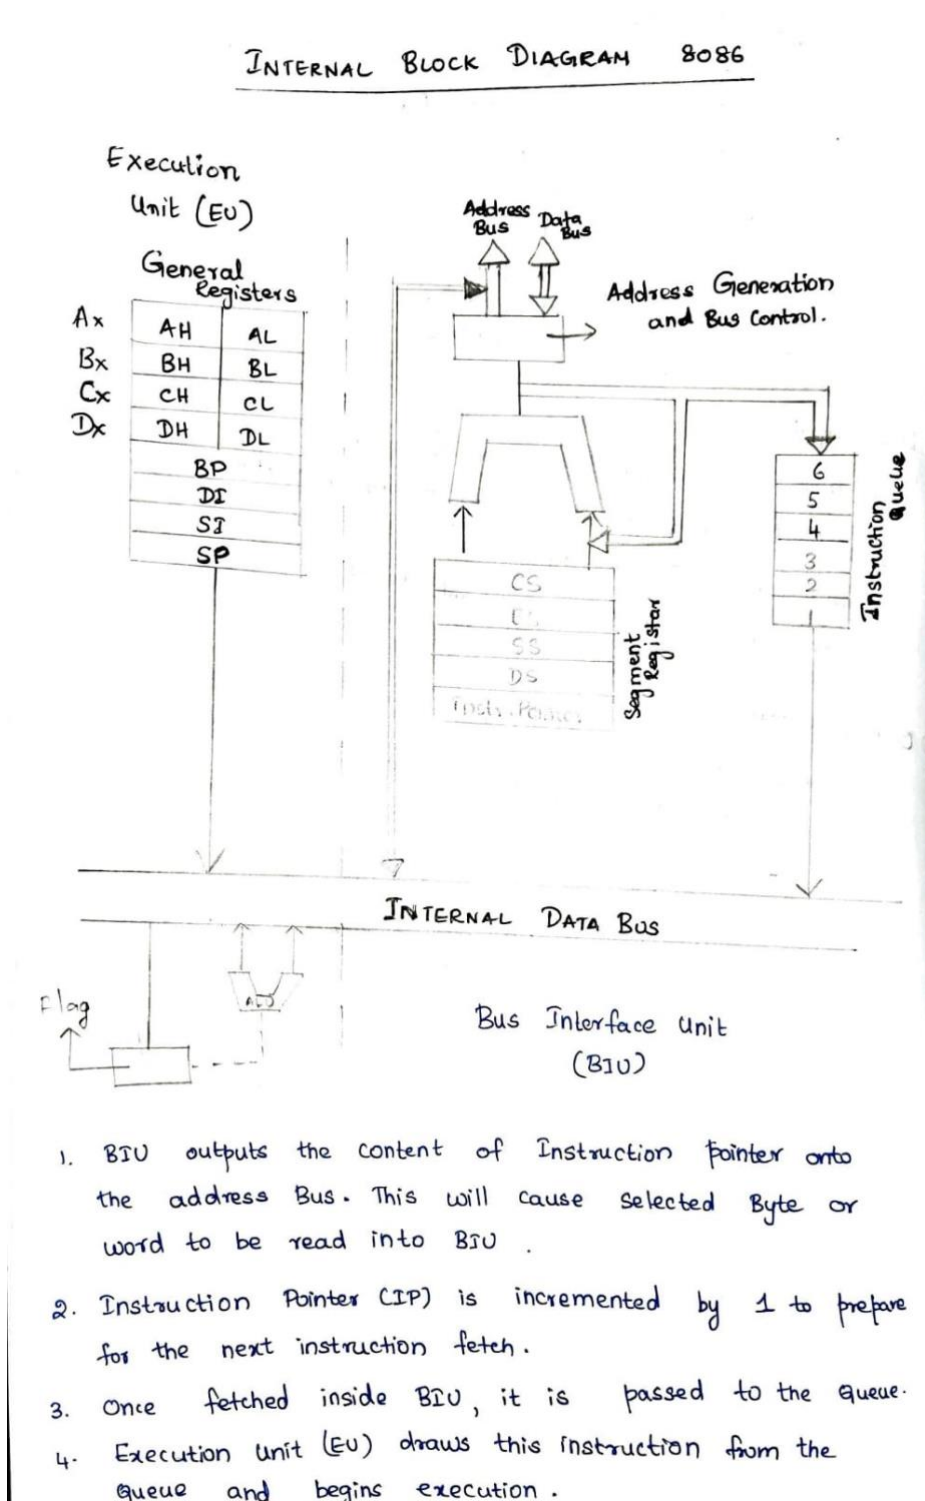 INTERNAL BLOCK DIAGRAM 8086
Execution
Unit (EU)
General
Registers
Ax
AH AL
Bx
BH BL
Cx
CH CL
Dx
DH DL
BP
DI
SI
SP
Address
Bus
Data
Bus
Address Generation
and Bus Control.
6
5
4
3
2
1
Instruction
Queue
CS
SS
DS
Instr. Pointer
Segment
Registar
INTERNAL DATA BUS
Flag
Bus Interface Unit
(BIU)
1. BIU outputs the content of Instruction pointer onto
the address Bus. This will cause selected Byte or
word to be read into BIU .
2. Instruction Pointer (IP) is incremented by 1 to prepare
for the next instruction fetch.
3. Once fetched inside BIU, it is passed to the Queue.
4. Execution Unit (EU) draws this instruction from the
Queue and begins execution .